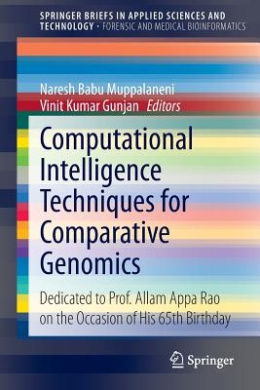 SPRINGER BRIEFS IN APPLIED SCIENCES AND
TECHNOLOGY · FORENSIC AND MEDICAL BIOINFORMATICS
Naresh Babu Muppalaneni
Vinit Kumar Gunjan Editors
Computational
Intelligence
Techniques for
Comparative
Genomics
Dedicated to Prof. Allam Appa Rao
on the Occasion of His 65th Birthday
Springer